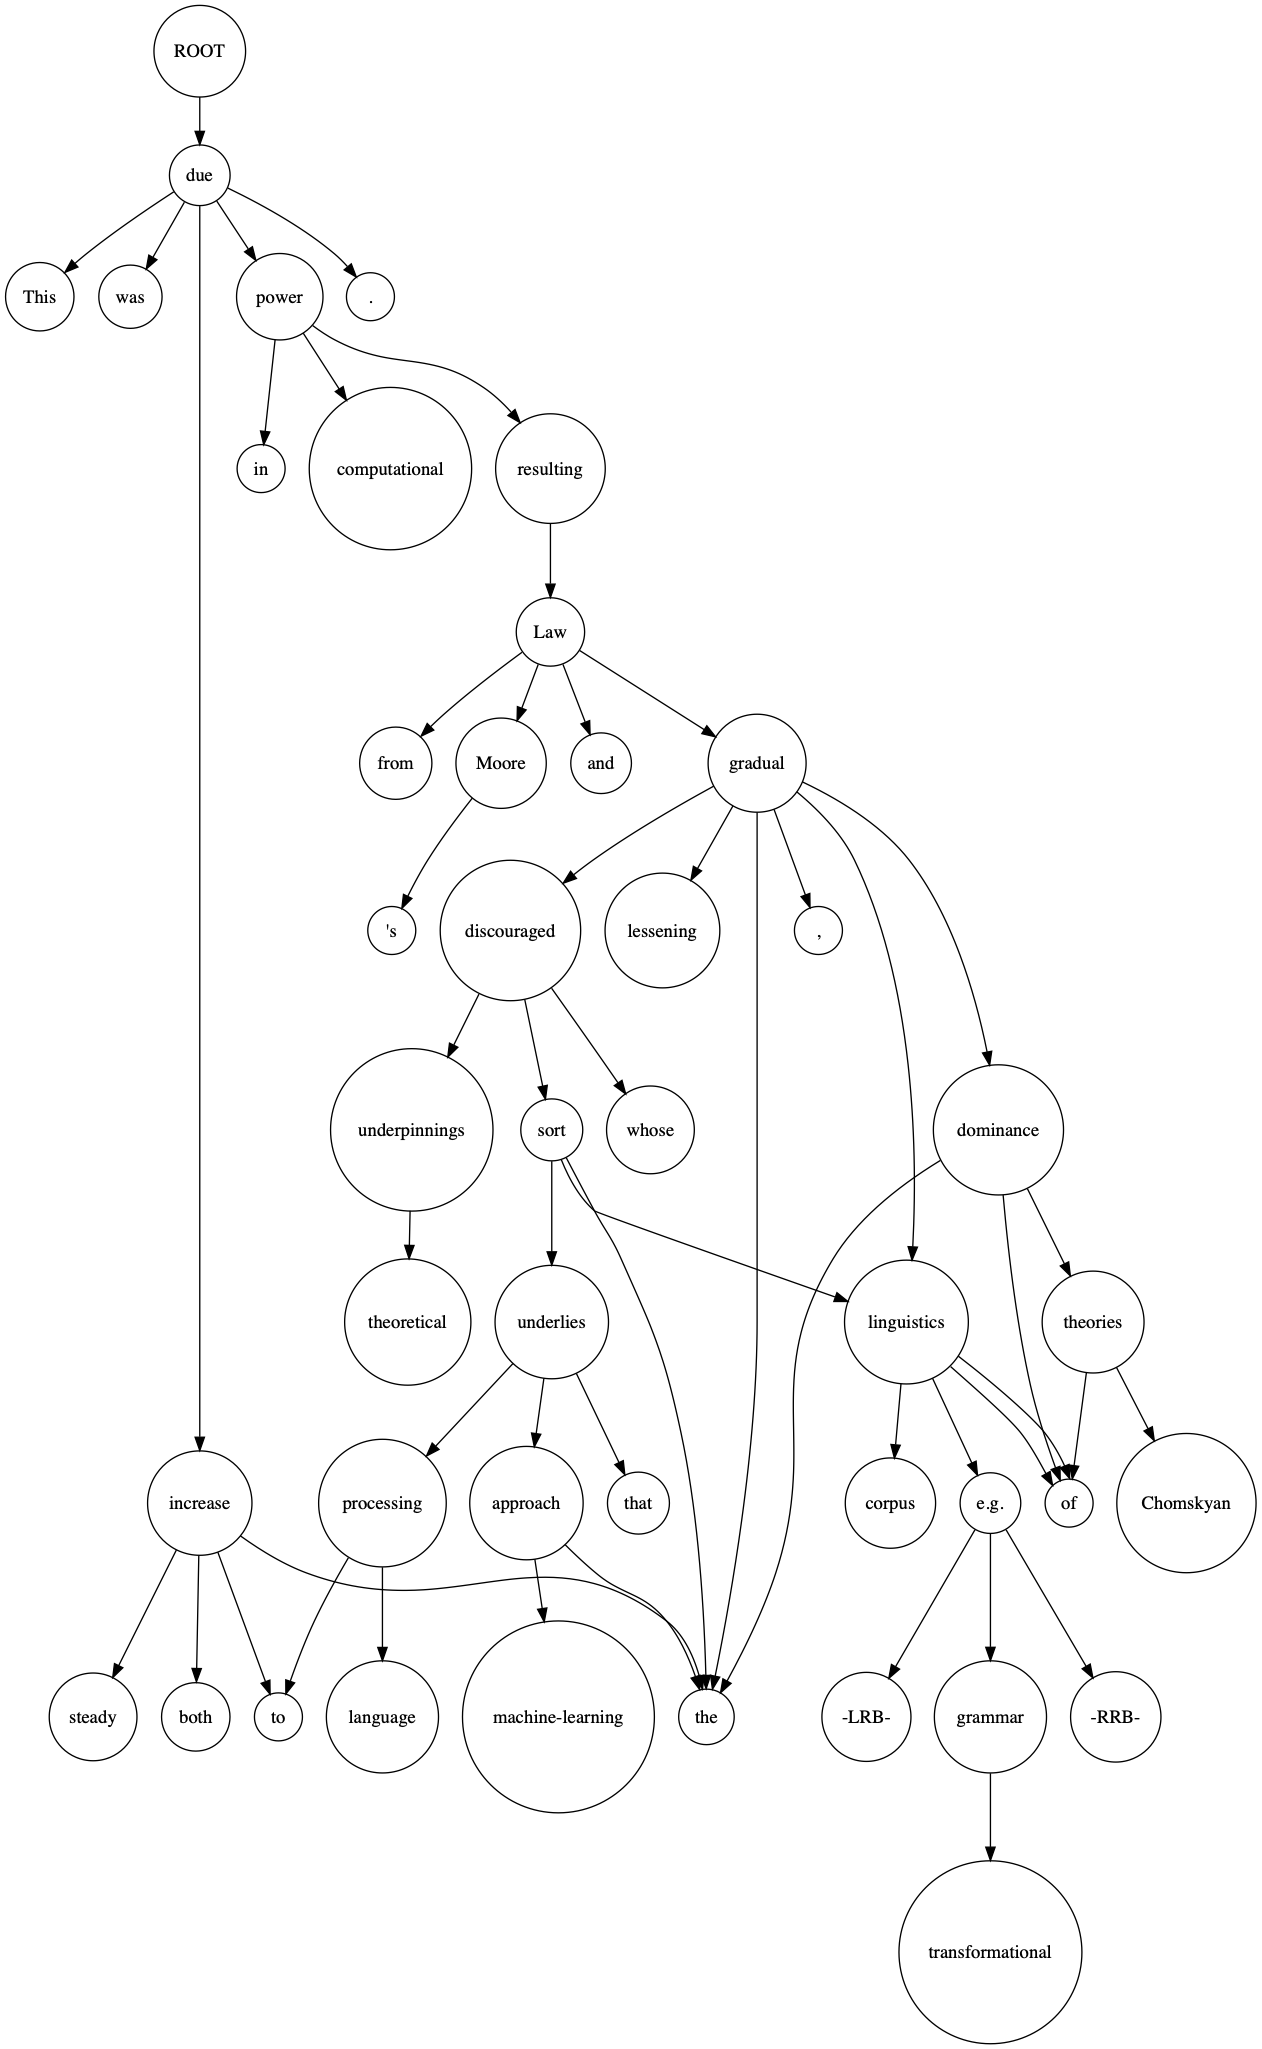 ROOT
due
This
was
power
.
in
computational
resulting
Law
from
Moore
and
gradual
's
discouraged
lessening
,
underpinnings
sort
whose
dominance
theoretical
underlies
linguistics
theories
increase
processing
approach
that
corpus
e.g.
of
Chomskyan
steady
both
to
language
machine-learning
the
-LRB-
grammar
-RRB-
transformational